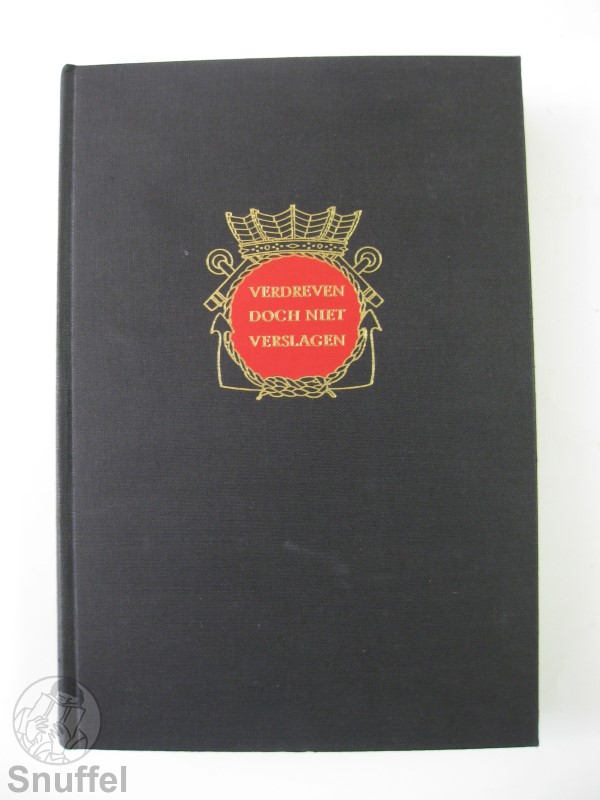 VERDREVEN
DOCH NIET
VERSLAGEN
Snuffel